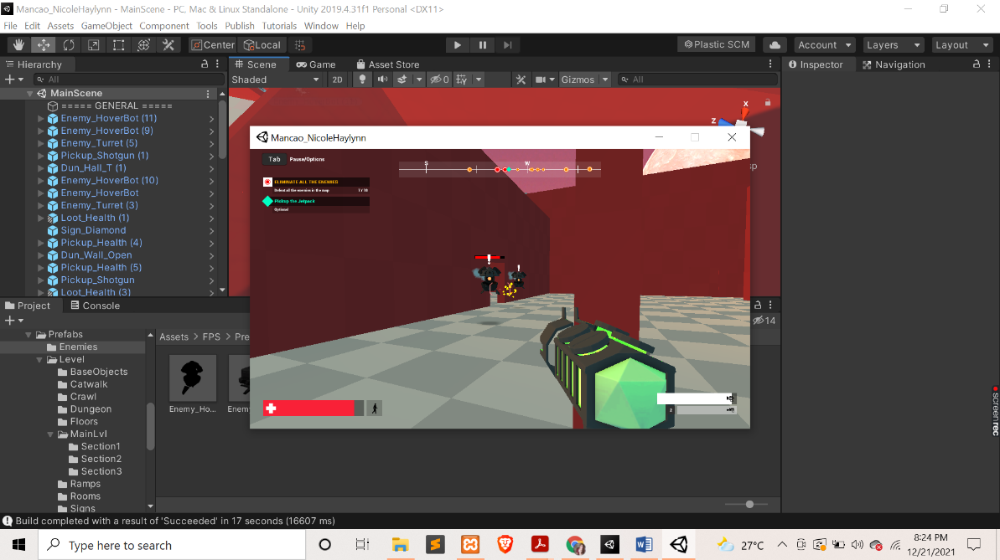 Mancao_NicoleHaylynn - MainScene - PC, Mac & Linux Standalone - Unity 2019.4.31f1 Personal <DX11>
File Edit Assets GameObject Component Tools Publish Tutorials Window Help
Center Local Plastic SCM Account Layers Layout
Hierarchy Scene Game Asset Store Inspector Navigation
All Shaded 2D 0 Gizmos All
MainScene
===== GENERAL =====
Enemy_HoverBot (11)
Enemy_HoverBot (9)
Enemy_Turret (5)
Pickup_Shotgun (1)
Dun_Hall_T (1)
Enemy_HoverBot (10)
Enemy_HoverBot
Enemy_Turret (3)
Loot_Health (1)
Sign_Diamond
Pickup_Health (4)
Dun_Wall_Open
Pickup_Health (5)
Pickup_Shotgun
Loot_Health (3)
X
Z
Mancao_NicoleHaylynn
Tab Pause/Options
S W
ELIMINATE ALL THE ENEMIES
Defeat all the enemies in the map
Pickup the Jetpack
Optional
2
Project Console
14
Prefabs
Enemies
Level
BaseObjects
Catwalk
Crawl
Dungeon
Floors
MainLvl
Section1
Section2
Section3
Ramps
Rooms
Signs
Assets > FPS > Pre
Enemy_Ho... Enem
screenrec
Build completed with a result of 'Succeeded' in 17 seconds (16607 ms)
Type here to search
27°C
8:24 PM
12/21/2021